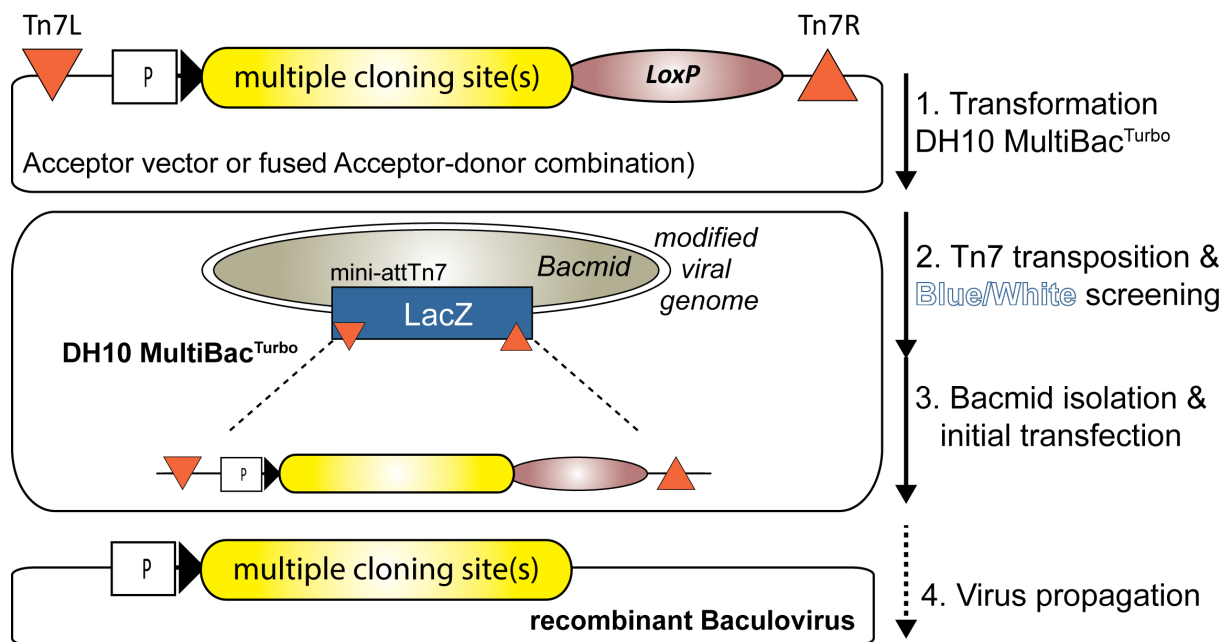 Tn7L
Tn7R
P
multiple cloning site(s)
LoxP
Acceptor vector or fused Acceptor-donor combination)
1. Transformation
DH10 MultiBacTurbo
modified
viral
genome
Bacmid
mini-attTn7
LacZ
DH10 MultiBacTurbo
P
2. Tn7 transposition &
Blue/White screening
3. Bacmid isolation &
initial transfection
P
multiple cloning site(s)
recombinant Baculovirus
4. Virus propagation